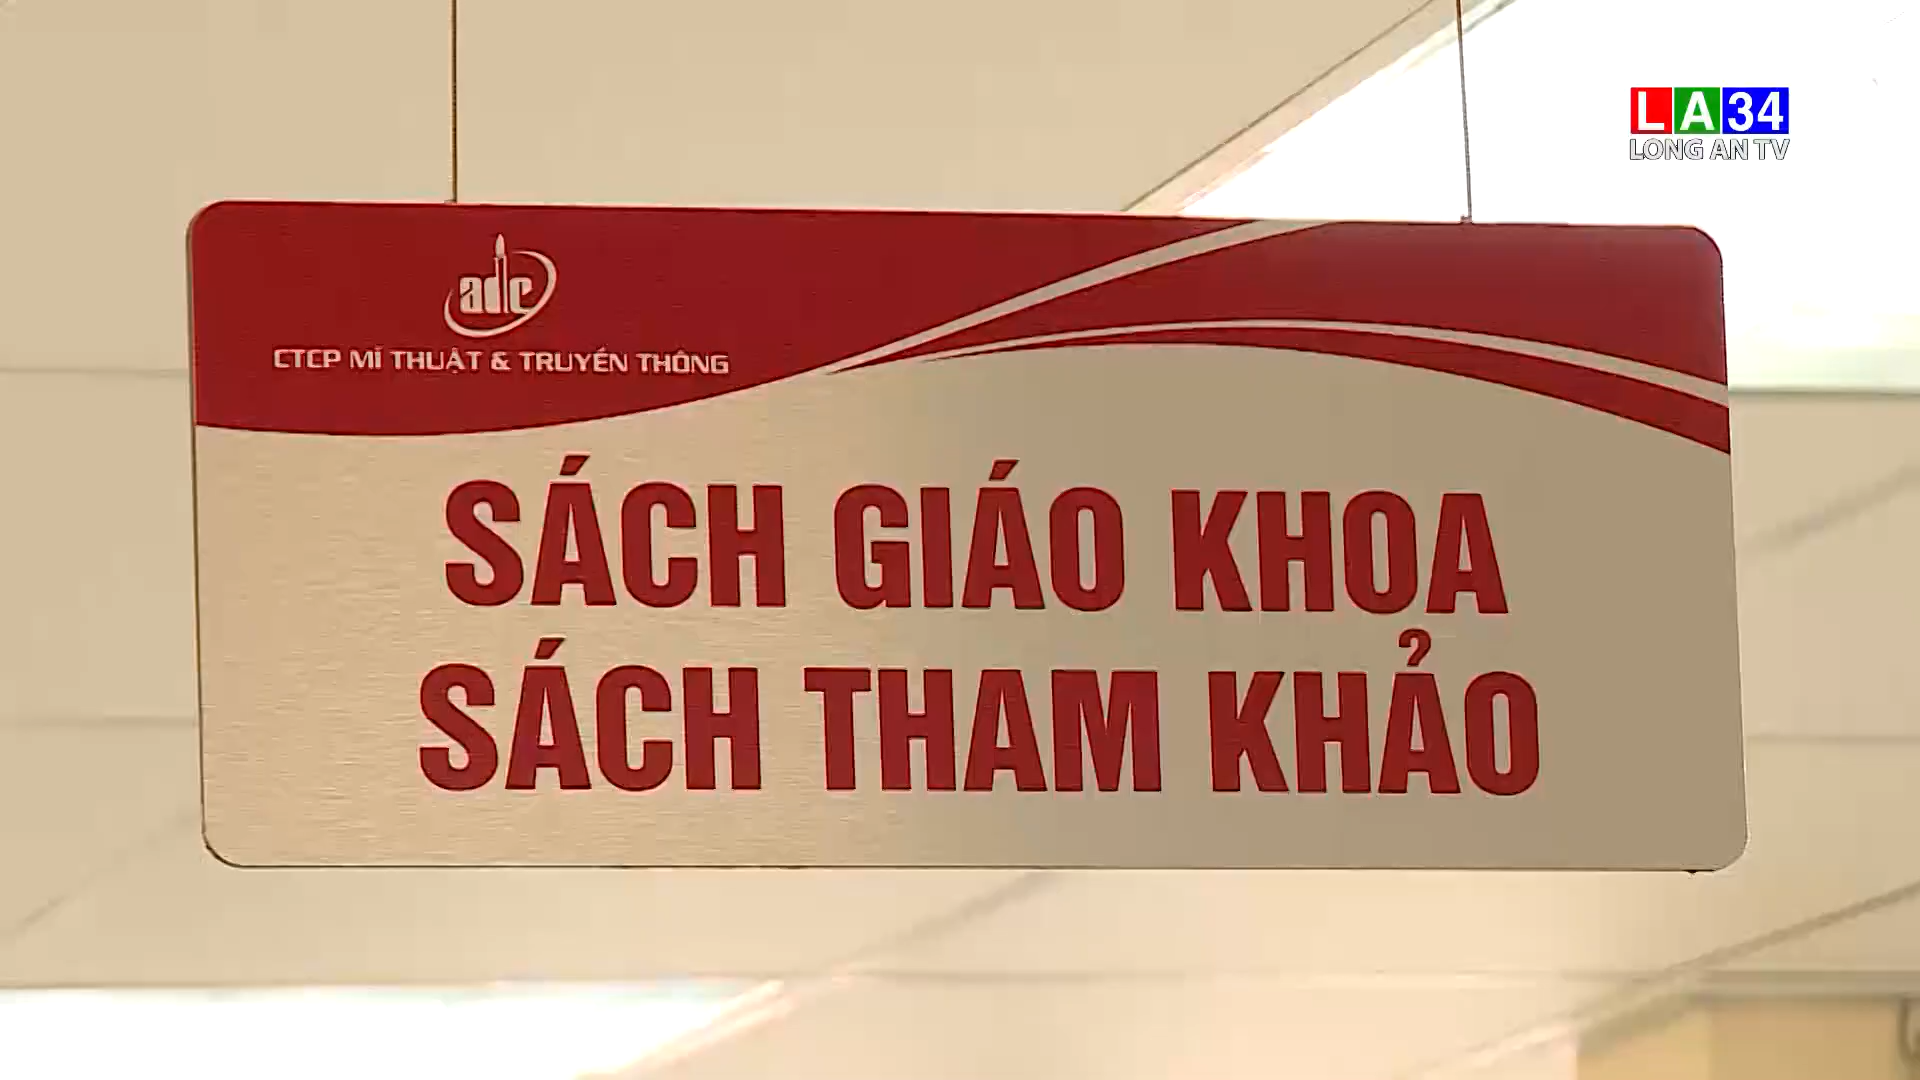 LA34
LONG AN TV
adc
CTCP MĨ THUẬT & TRUYỀN THÔNG
SÁCH GIÁO KHOA
SÁCH THAM KHẢO